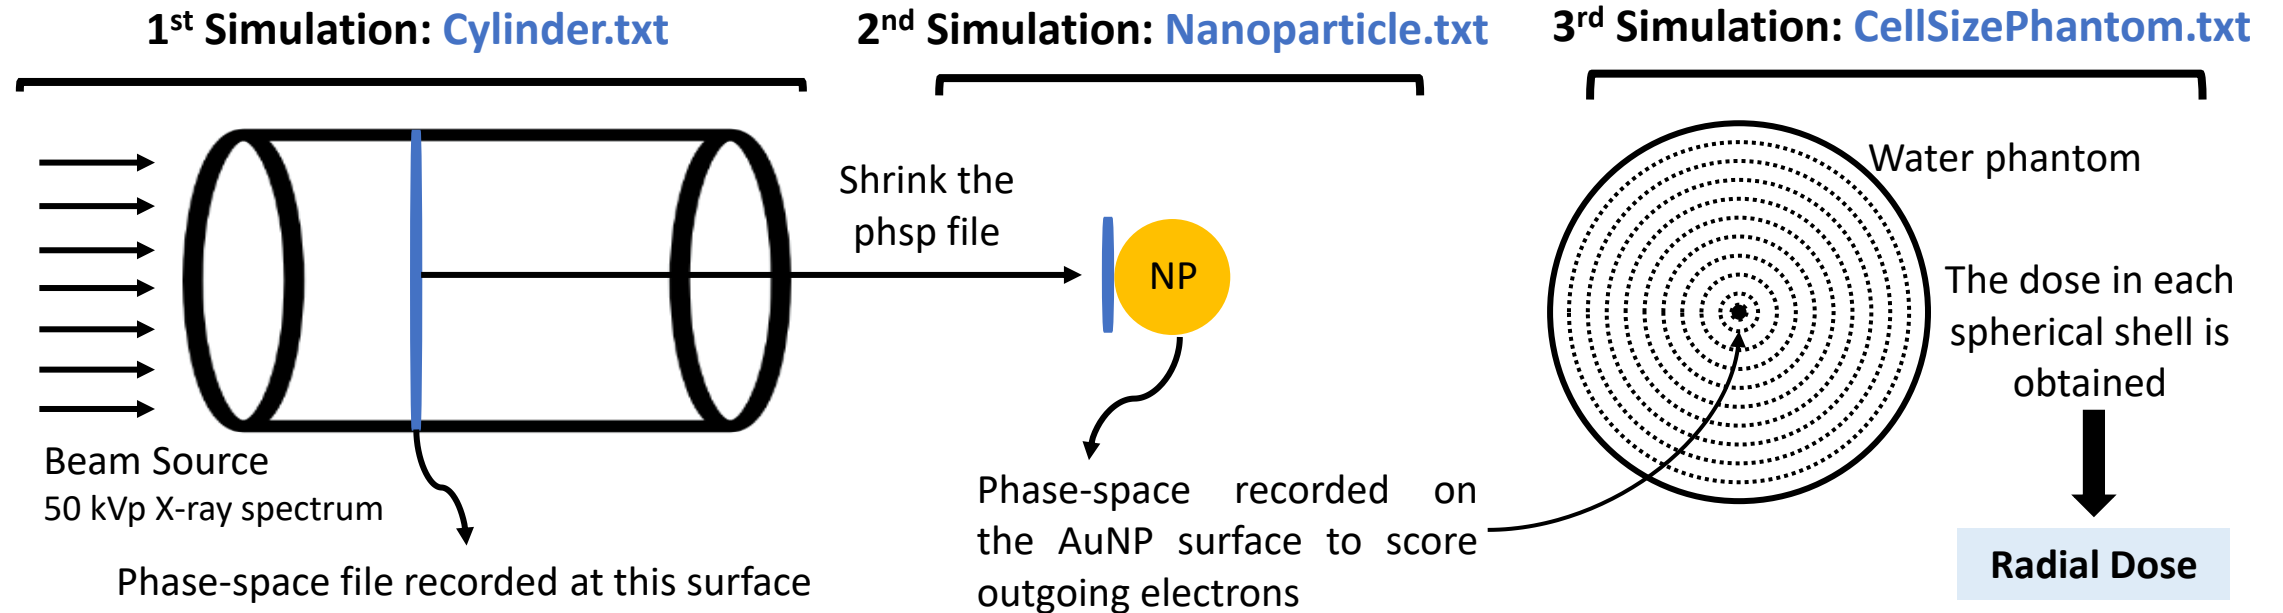 1st Simulation: Cylinder.txt
2nd Simulation: Nanoparticle.txt
3rd Simulation: CellSizePhantom.txt
Beam Source
50 kVp X-ray spectrum
Phase-space file recorded at this surface
Shrink the
phsp file
NP
Phase-space recorded on
the AuNP surface to score
outgoing electrons
Water phantom
The dose in each
spherical shell is
obtained
Radial Dose